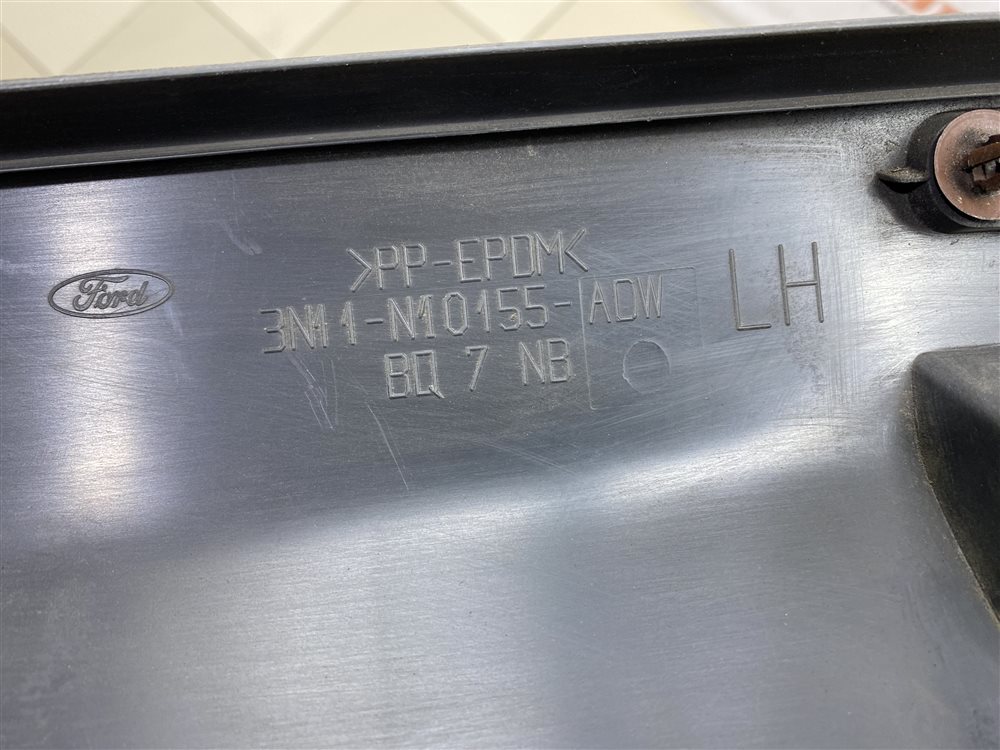 Ford
>PP-EPDM<
3N11-N10155-ADW
BQ 7 NB
LH